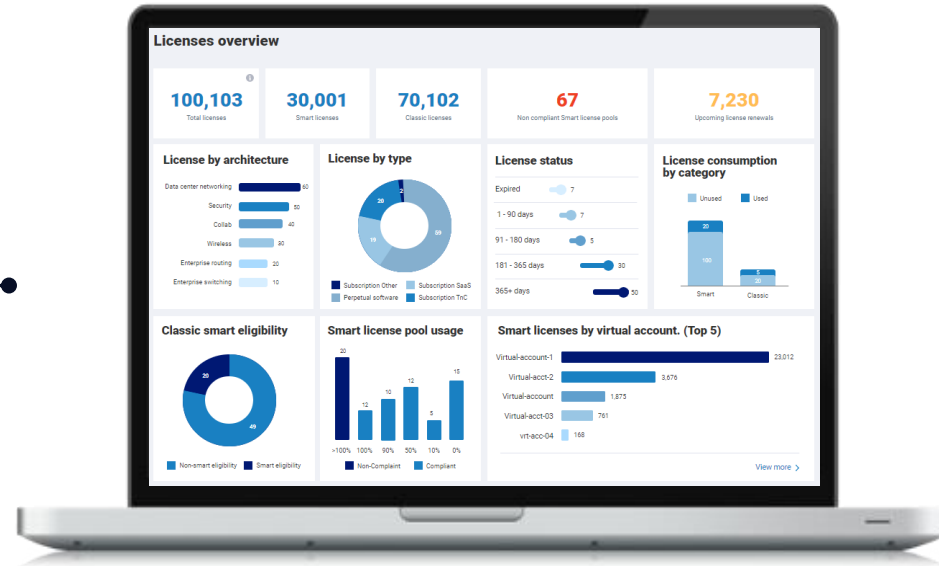 Licenses overview
100,103
Total licenses
30,001
Smart licenses
70,102
Classic licenses
67
Non compliant Smart license pools
7,230
Upcoming license renewals
License by architecture
Data center networking 60
Security 50
Collab 40
Wireless 30
Enterprise routing 20
Enterprise switching 10
License by type
2
20
19
59
Subscription Other
Subscription SaaS
Perpetual software
Subscription TnC
License status
Expired 7
1 - 90 days 7
91 - 180 days 5
181 - 365 days 30
365+ days 50
License consumption
by category
Unused Used
20
100
5
20
Smart Classic
Classic smart eligibility
20
49
Non-smart eligibility Smart eligibility
Smart license pool usage
20
12
10
12
5
13
>100% 100% 90% 50% 10% 0%
Non-Complaint Compliant
Smart licenses by virtual account. (Top 5)
Virtual-account-1 23,012
Virtual-acct-2 3,676
Virtual-account 1,875
Virtual-acct-03 761
vrt-acc-04 168
View more